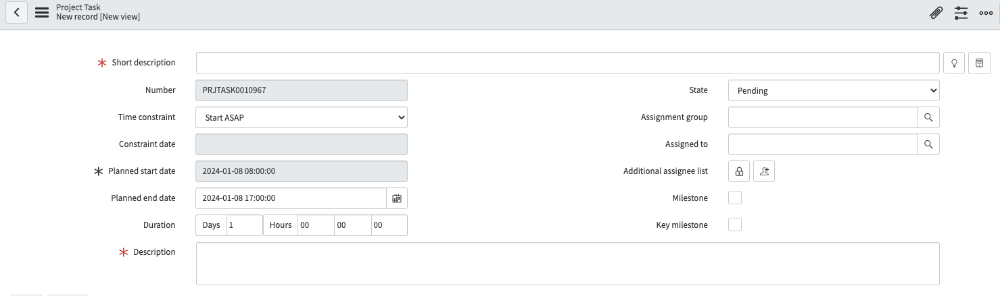 Project Task
New record [New view]
Short description
Number PRJTASK0010967
State Pending
Time constraint Start ASAP
Assignment group
Constraint date
Assigned to
Planned start date 2024-01-08 08:00:00
Additional assignee list
Planned end date 2024-01-08 17:00:00
Milestone
Duration Days 1 Hours 00 00 00
Key milestone
Description